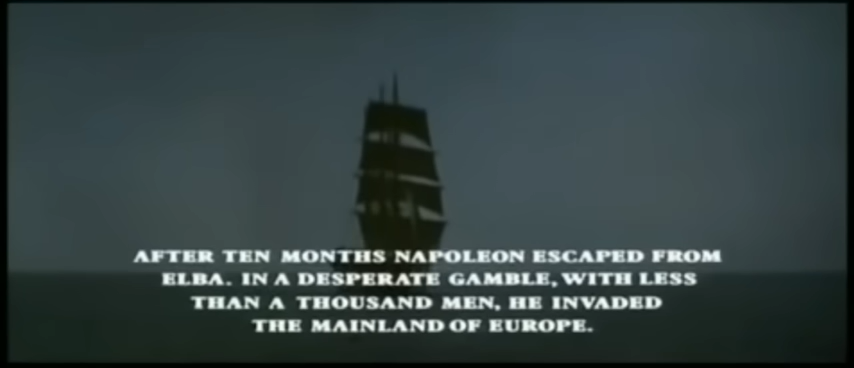 AFTER TEN MONTHS NAPOLEON ESCAPED FROM
ELBA. IN A DESPERATE GAMBLE, WITH LESS
THAN A THOUSAND MEN, HE INVADED
THE MAINLAND OF EUROPE.